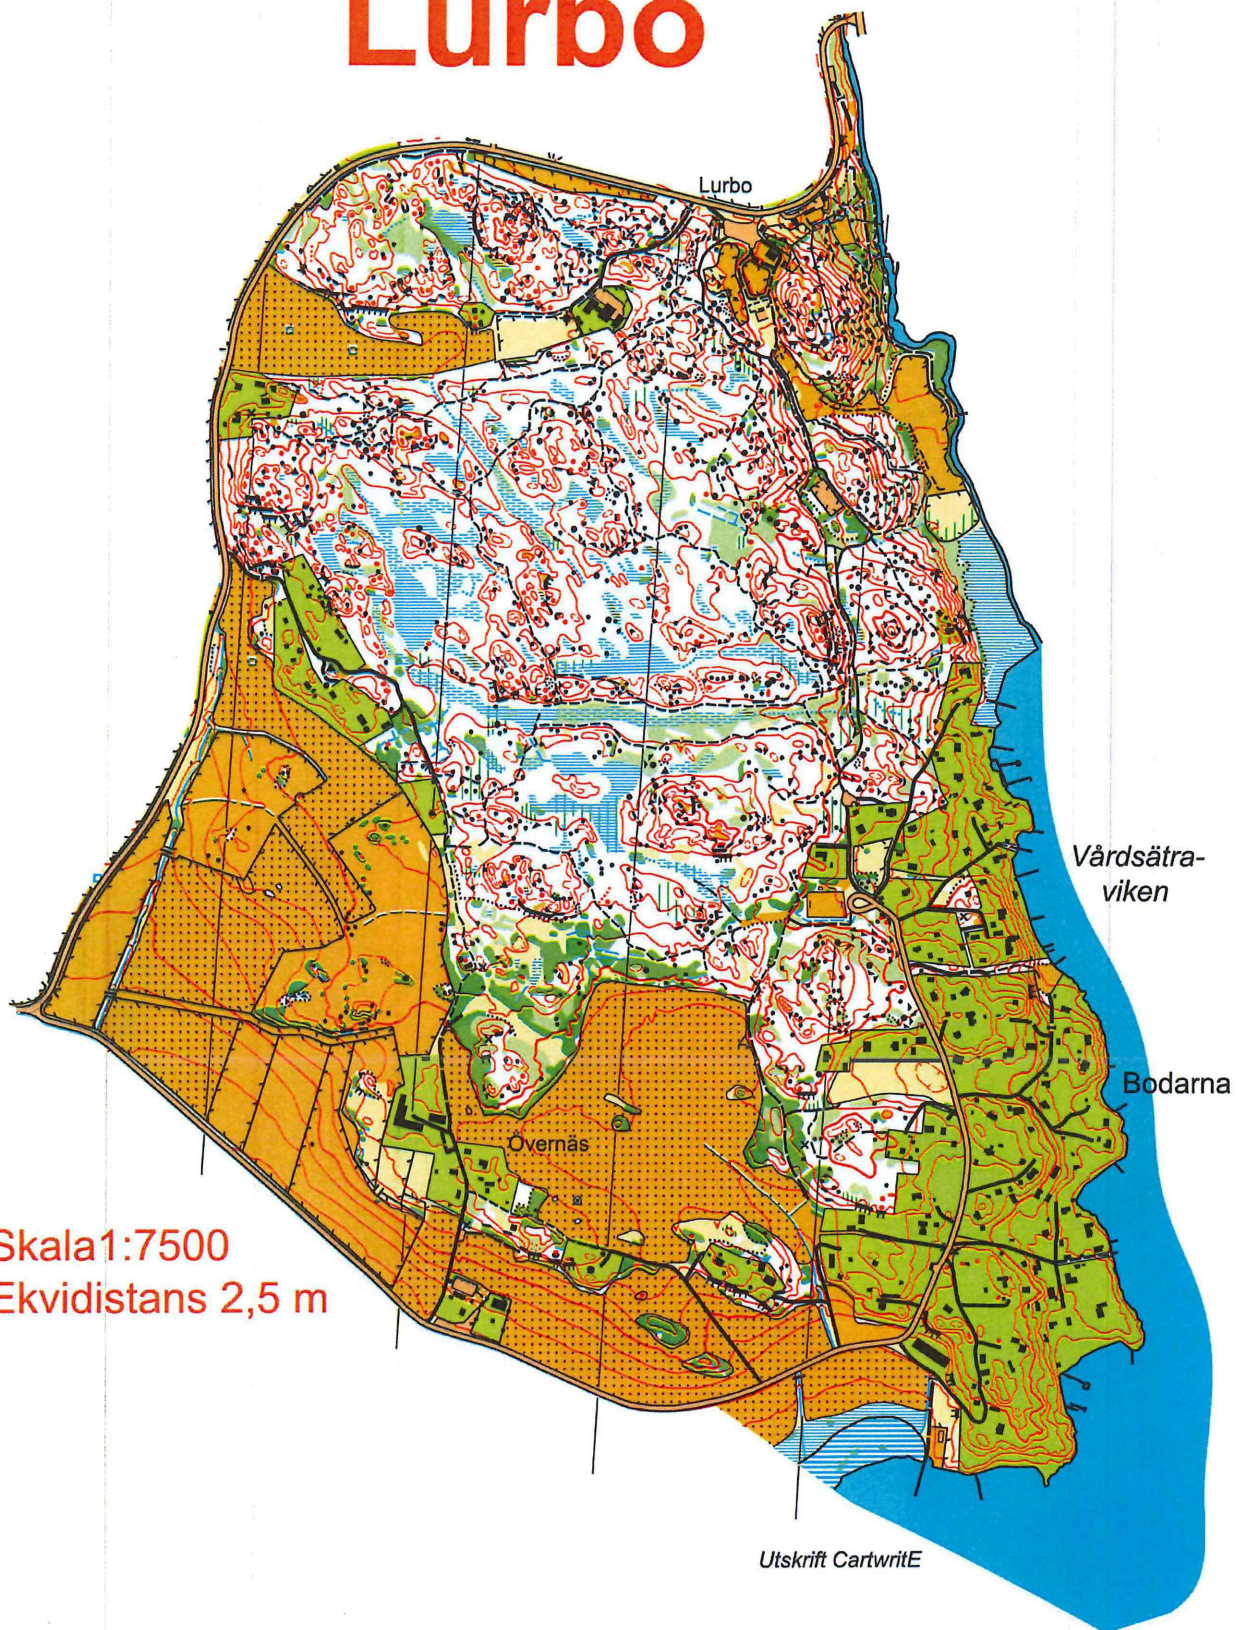 Lurbo
Lurbo
Vårdsätra-
viken
Bodarna
Övernäs
Skala1:7500
Ekvidistans 2,5 m
Utskrift CartwritE